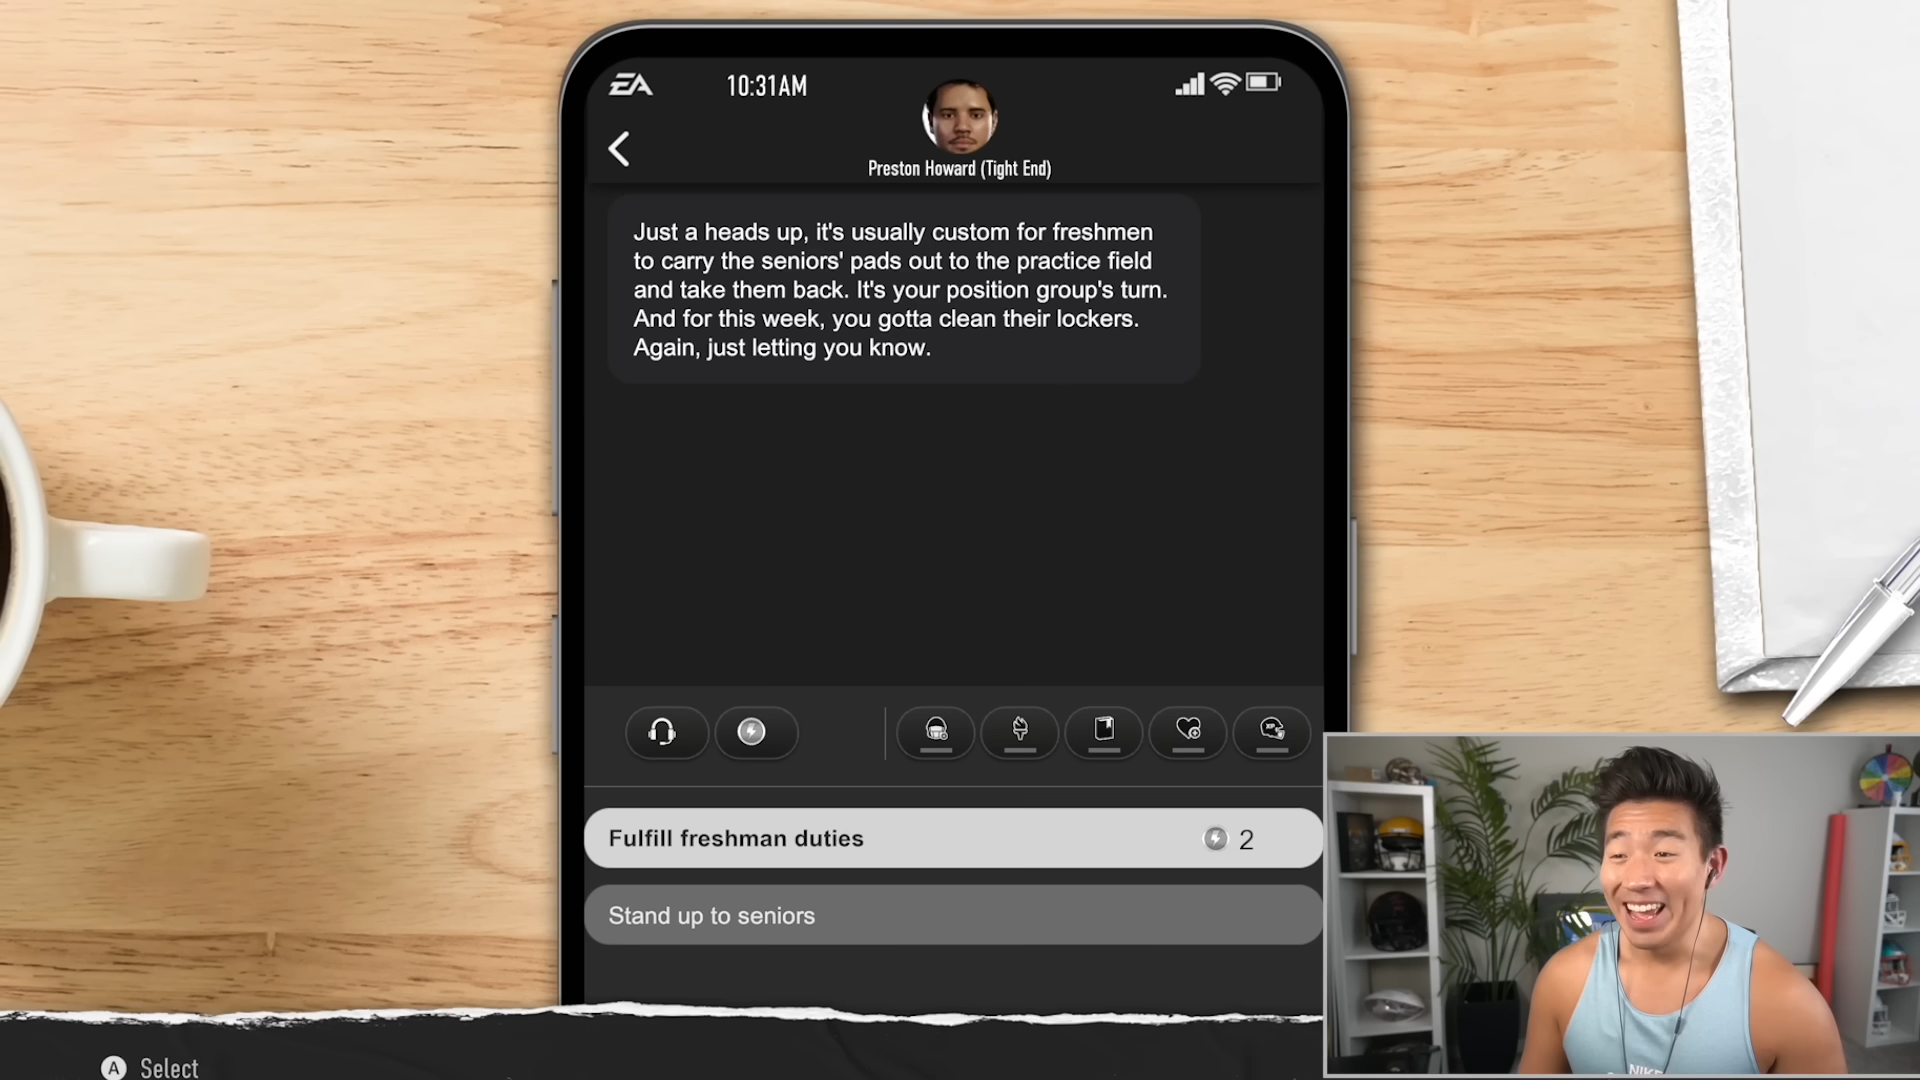 EA
10:31AM
Preston Howard (Tight End)
Just a heads up, it's usually custom for freshmen
to carry the seniors' pads out to the practice field
and take them back. It's your position group's turn.
And for this week, you gotta clean their lockers.
Again, just letting you know.
XP
Fulfill freshman duties
2
Stand up to seniors
A Select
NIKE